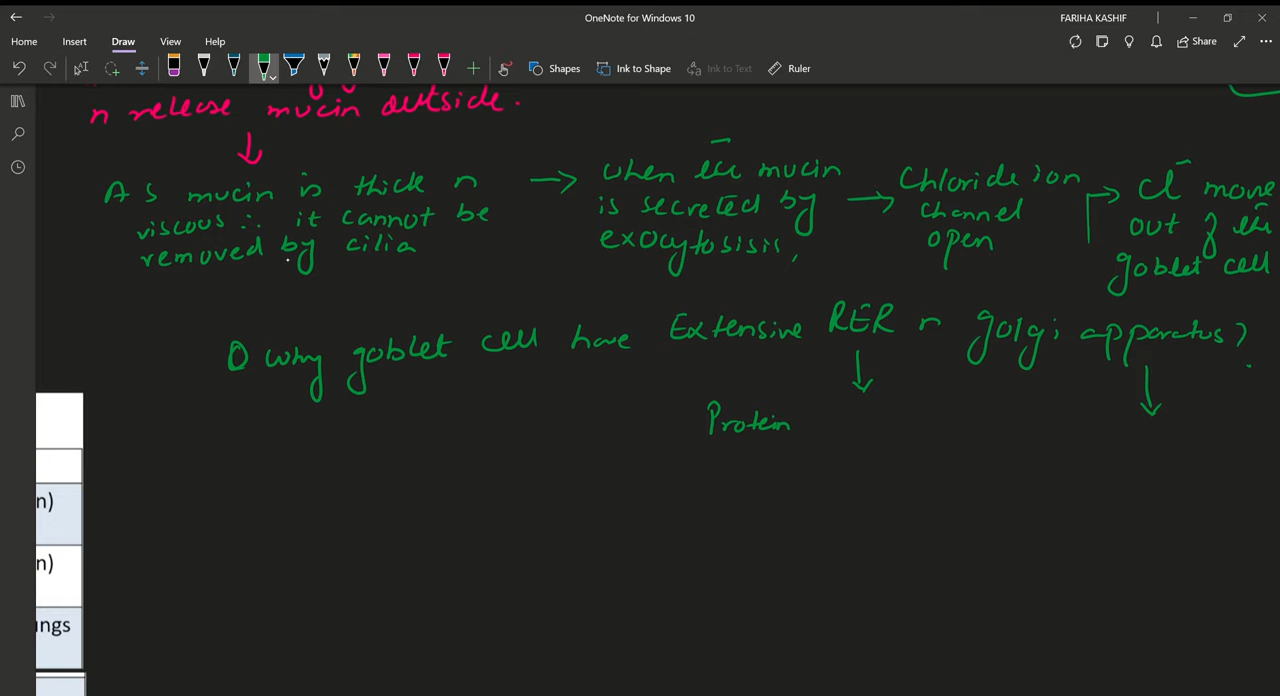 OneNote for Windows 10
FARIHA KASHIF
Home Insert Draw View Help
Share
Shapes Ink to Shape Ink to Text Ruler
n release mucin outside.
A S mucin is thick n
viscous ∴ it cannot be
removed by cilia
when the mucin
is secreted by
exocytosisis,
Chloride ion
channel
open
Cl⁻ move
out of the
goblet cell
Q why goblet cell have Extensive RER n golgi apparatus?
Protein
n)
n)
ings